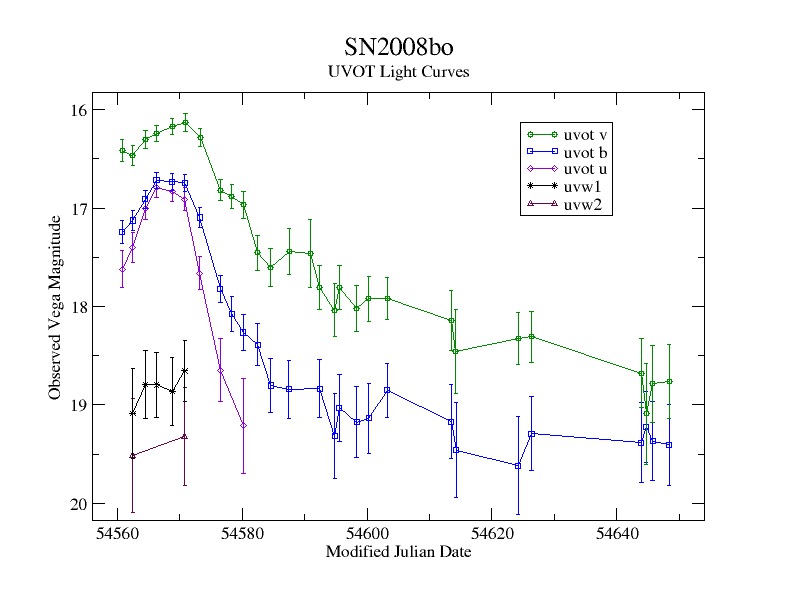 SN2008bo
UVOT Light Curves
16
17
18
19
20
Observed Vega Magnitude
uvot v
uvot b
uvot u
uvw1
uvw2
54560
54580
54600
54620
54640
Modified Julian Date